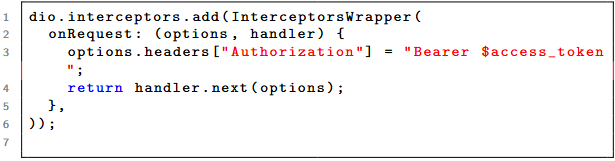 1 dio.interceptors.add(InterceptorsWrapper(
2   onRequest: (options, handler) {
3     options.headers["Authorization"] = "Bearer $access_token
    ";
4     return handler.next(options);
5   },
6 ));
7